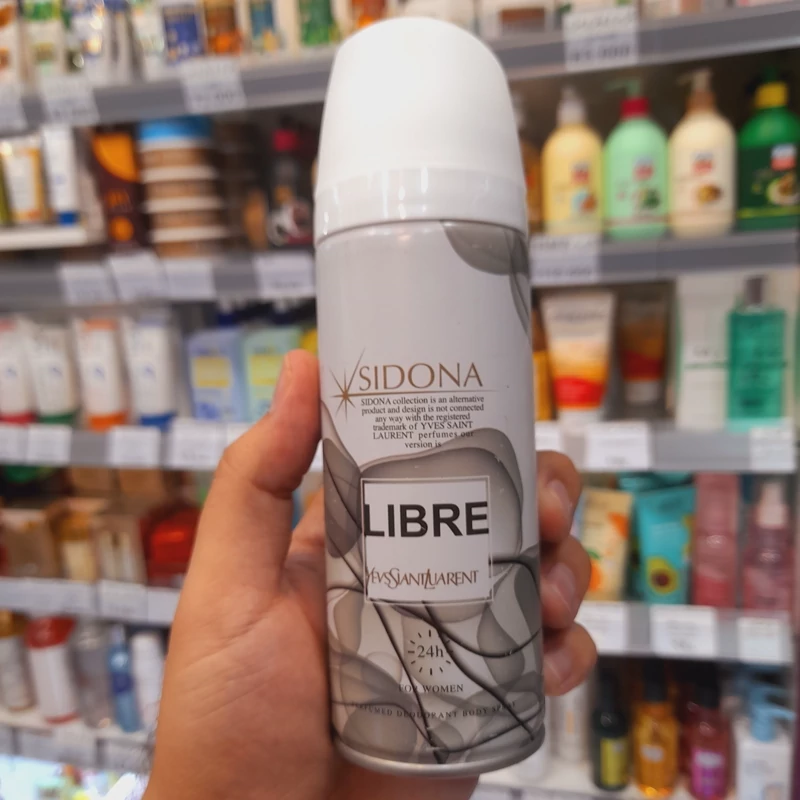 SIDONA
SIDONA collection is an alternative
product and design is not connected
any way with the registered
trademark of YVES SAINT
LAURENT perfumes our
version is
LIBRE
YEVSSIANTLUARENT
24h
FOR WOMEN
PERFUMED DEODORANT BODY SPRAY